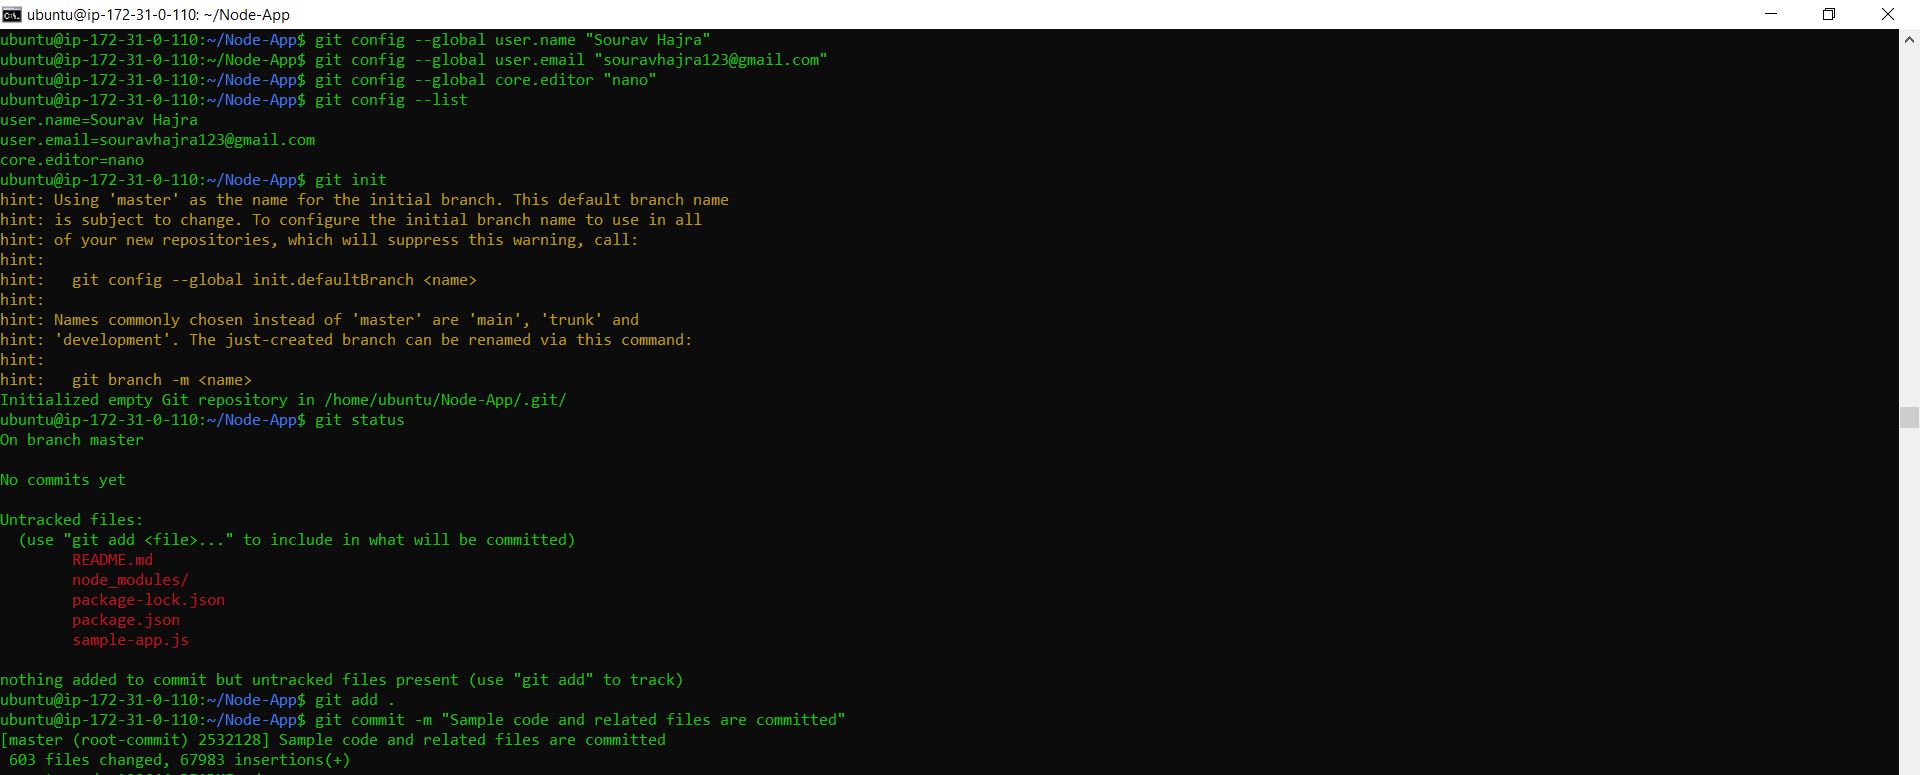 ubuntu@ip-172-31-0-110: ~/Node-App
ubuntu@ip-172-31-0-110:~/Node-App$ git config --global user.name "Sourav Hajra"
ubuntu@ip-172-31-0-110:~/Node-App$ git config --global user.email "souravhajra123@gmail.com"
ubuntu@ip-172-31-0-110:~/Node-App$ git config --global core.editor "nano"
ubuntu@ip-172-31-0-110:~/Node-App$ git config --list
user.name=Sourav Hajra
user.email=souravhajra123@gmail.com
core.editor=nano
ubuntu@ip-172-31-0-110:~/Node-App$ git init
hint: Using 'master' as the name for the initial branch. This default branch name
hint: is subject to change. To configure the initial branch name to use in all
hint: of your new repositories, which will suppress this warning, call:
hint:
hint:   git config --global init.defaultBranch <name>
hint:
hint: Names commonly chosen instead of 'master' are 'main', 'trunk' and
hint: 'development'. The just-created branch can be renamed via this command:
hint:
hint:   git branch -m <name>
Initialized empty Git repository in /home/ubuntu/Node-App/.git/
ubuntu@ip-172-31-0-110:~/Node-App$ git status
On branch master
No commits yet
Untracked files:
  (use "git add <file>..." to include in what will be committed)
        README.md
        node_modules/
        package-lock.json
        package.json
        sample-app.js
nothing added to commit but untracked files present (use "git add" to track)
ubuntu@ip-172-31-0-110:~/Node-App$ git add .
ubuntu@ip-172-31-0-110:~/Node-App$ git commit -m "Sample code and related files are committed"
[master (root-commit) 2532128] Sample code and related files are committed
 603 files changed, 67983 insertions(+)